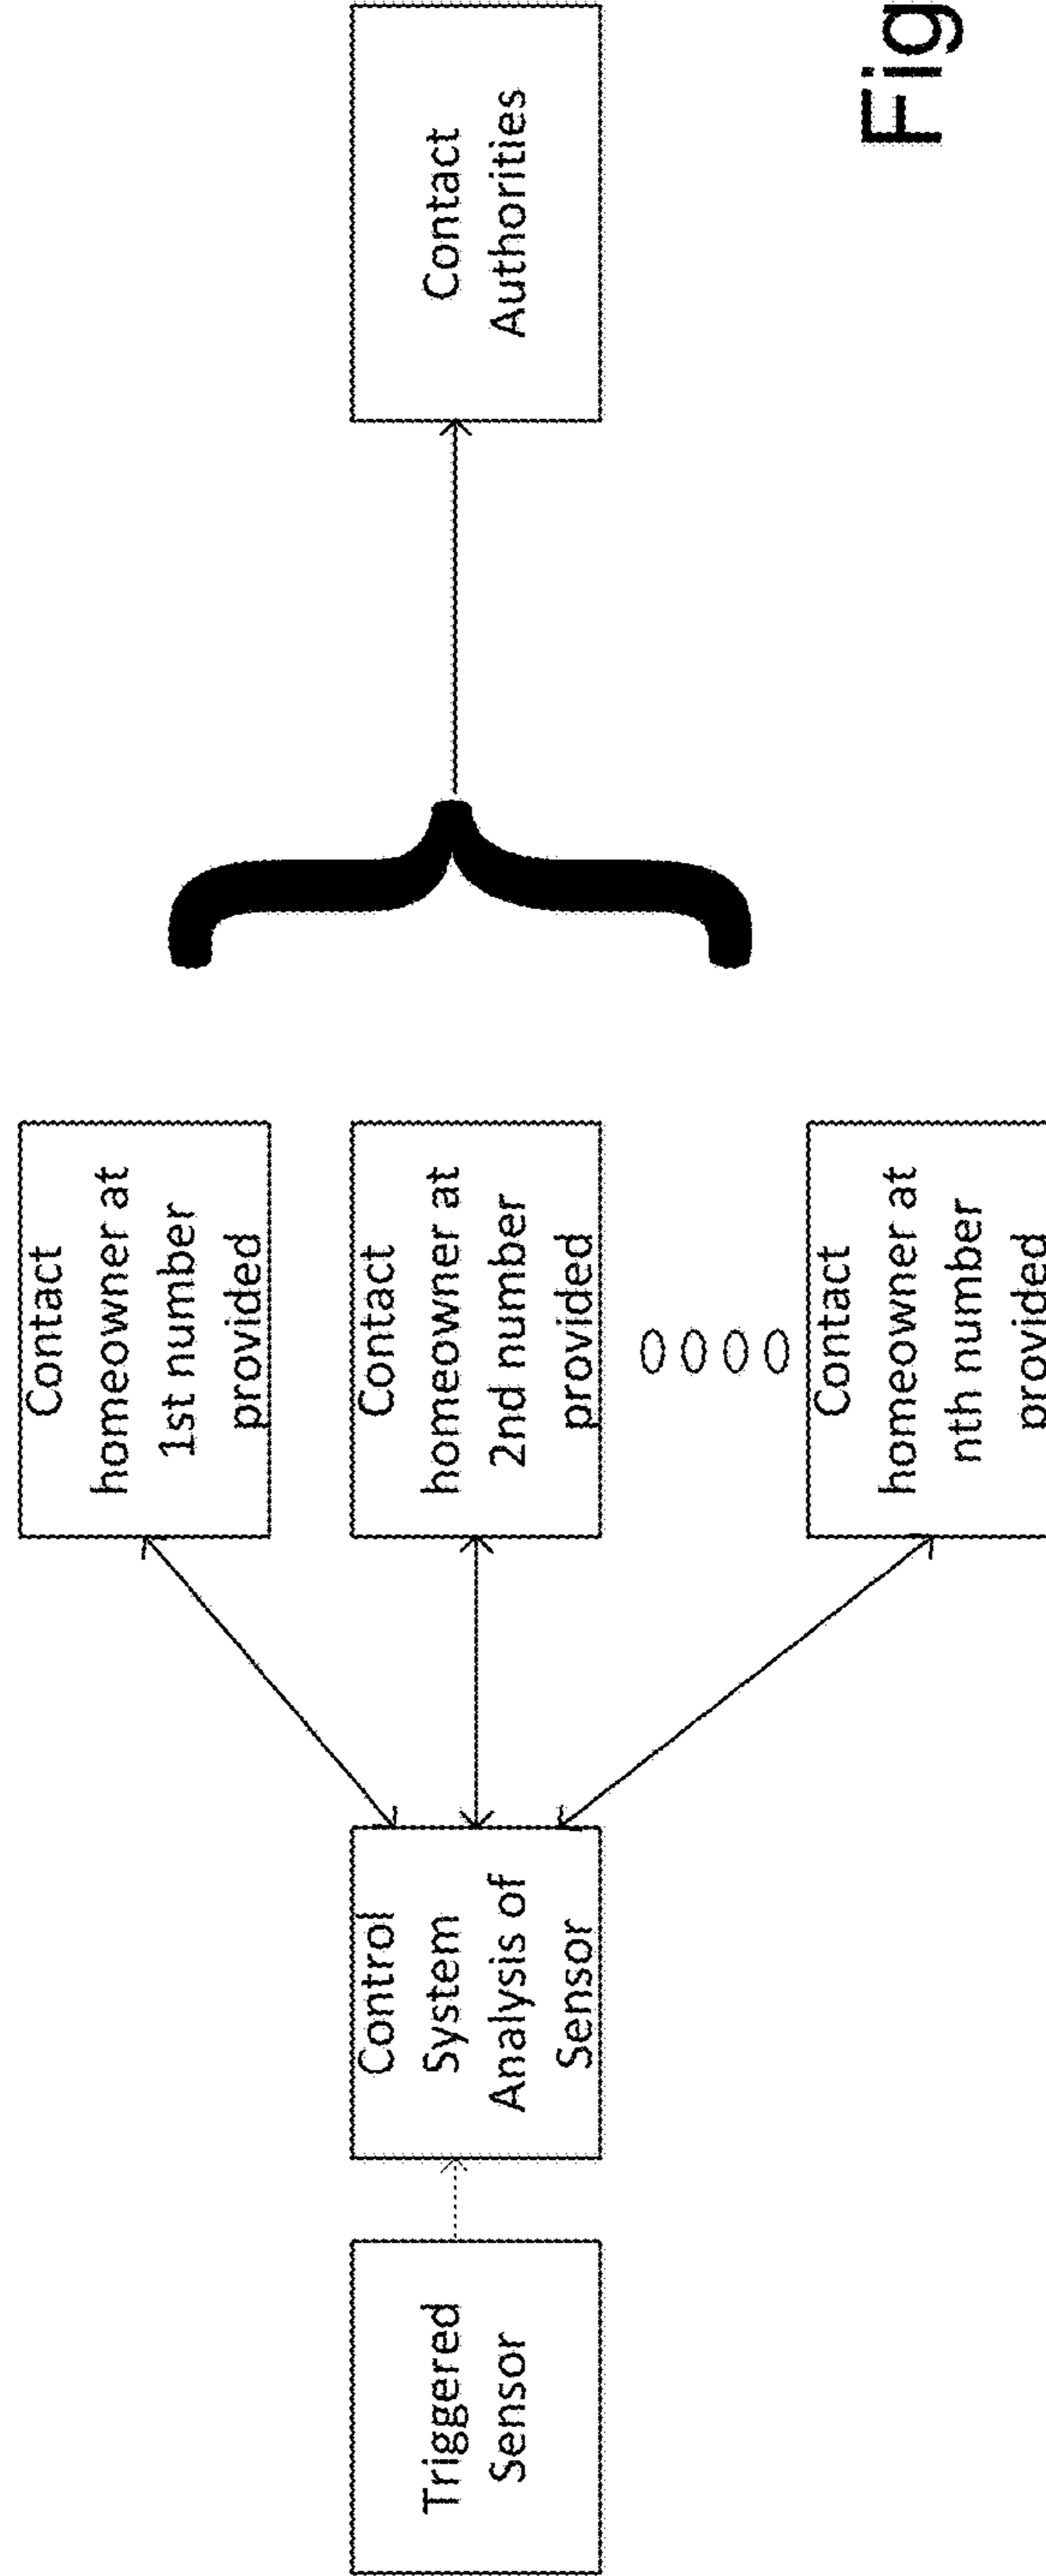 Triggered
Sensor
Control
System
Analysis of
Sensor
Contact
homeowner at
1st number
provided
Contact
homeowner at
2nd number
provided
Contact
homeowner at
nth number
provided
Contact
Authorities
Fig